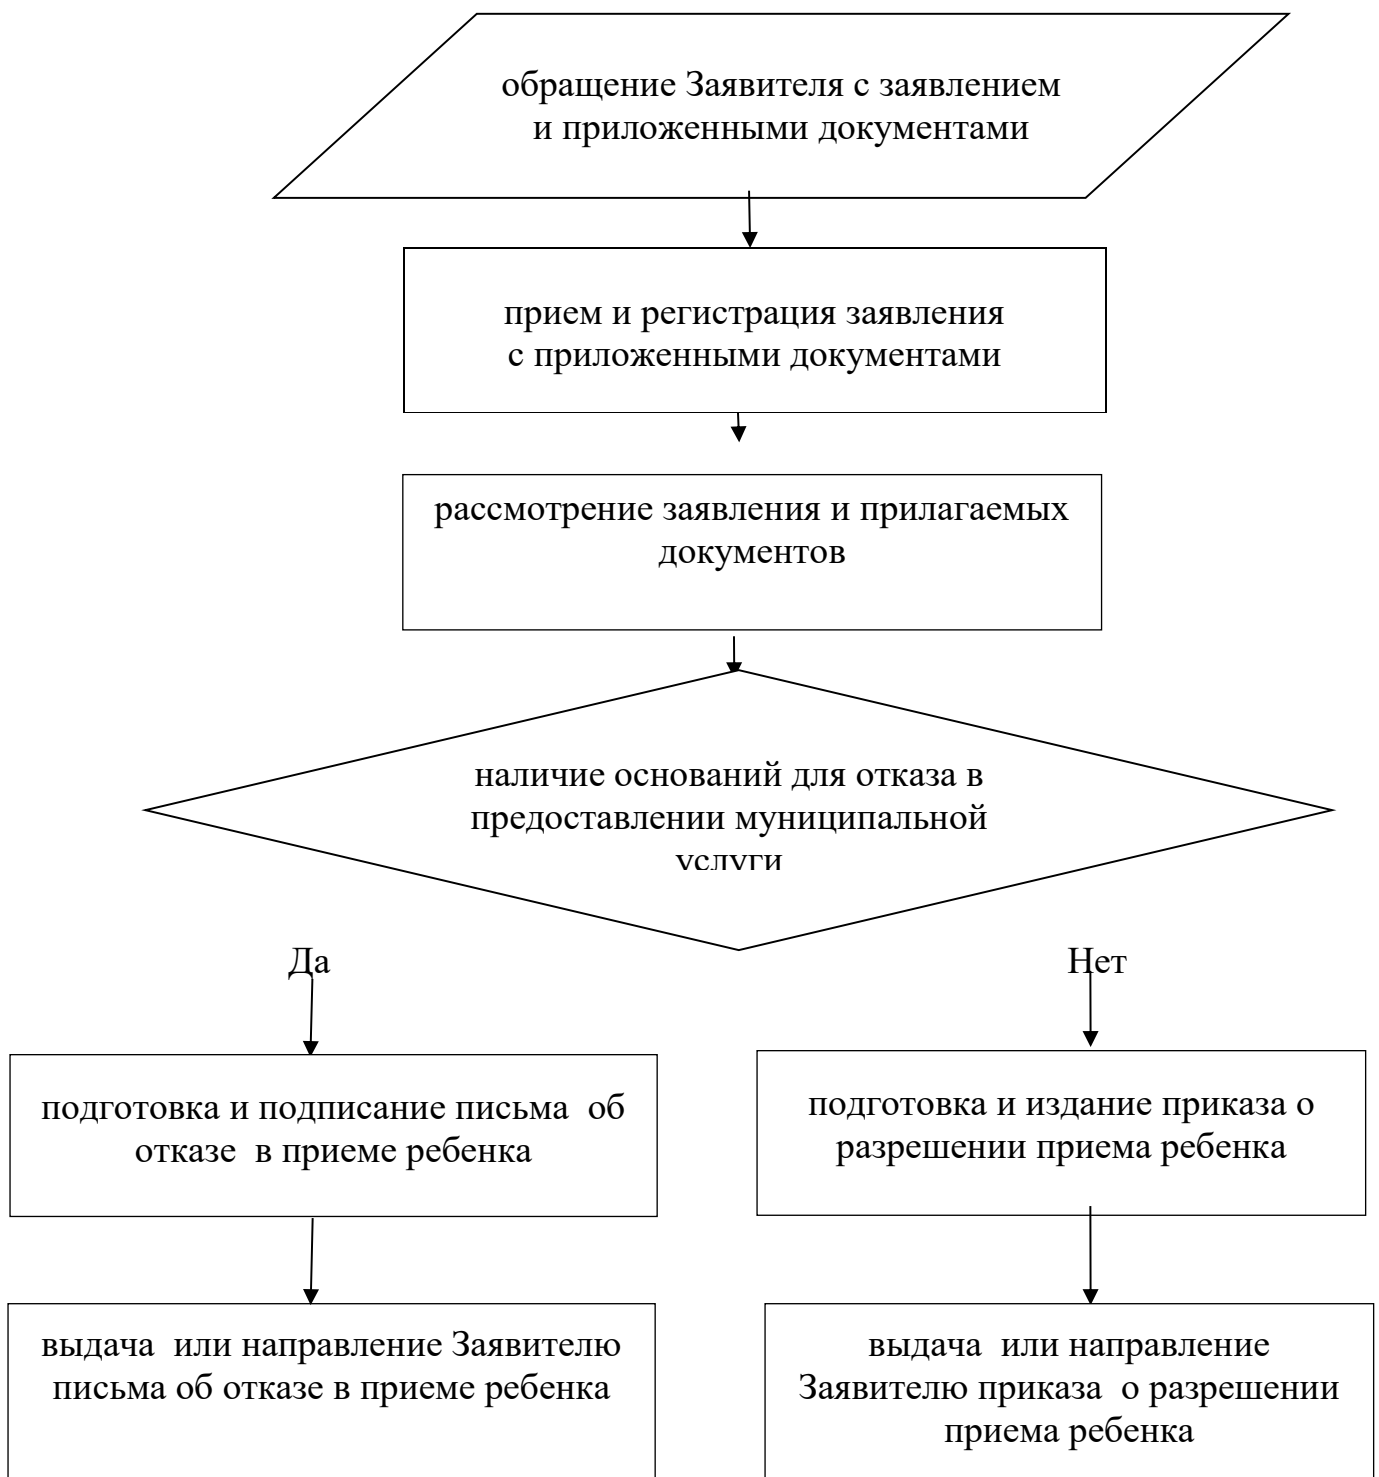 обращение Заявителя с заявлением
и приложенными документами
прием и регистрация заявления
с приложенными документами
рассмотрение заявления и прилагаемых
документов
наличие оснований для отказа в
предоставлении муниципальной
услуги
Да
Нет
подготовка и подписание письма об
отказе в приеме ребенка
подготовка и издание приказа о
разрешении приема ребенка
выдача или направление Заявителю
письма об отказе в приеме ребенка
выдача или направление
Заявителю приказа о разрешении
приема ребенка